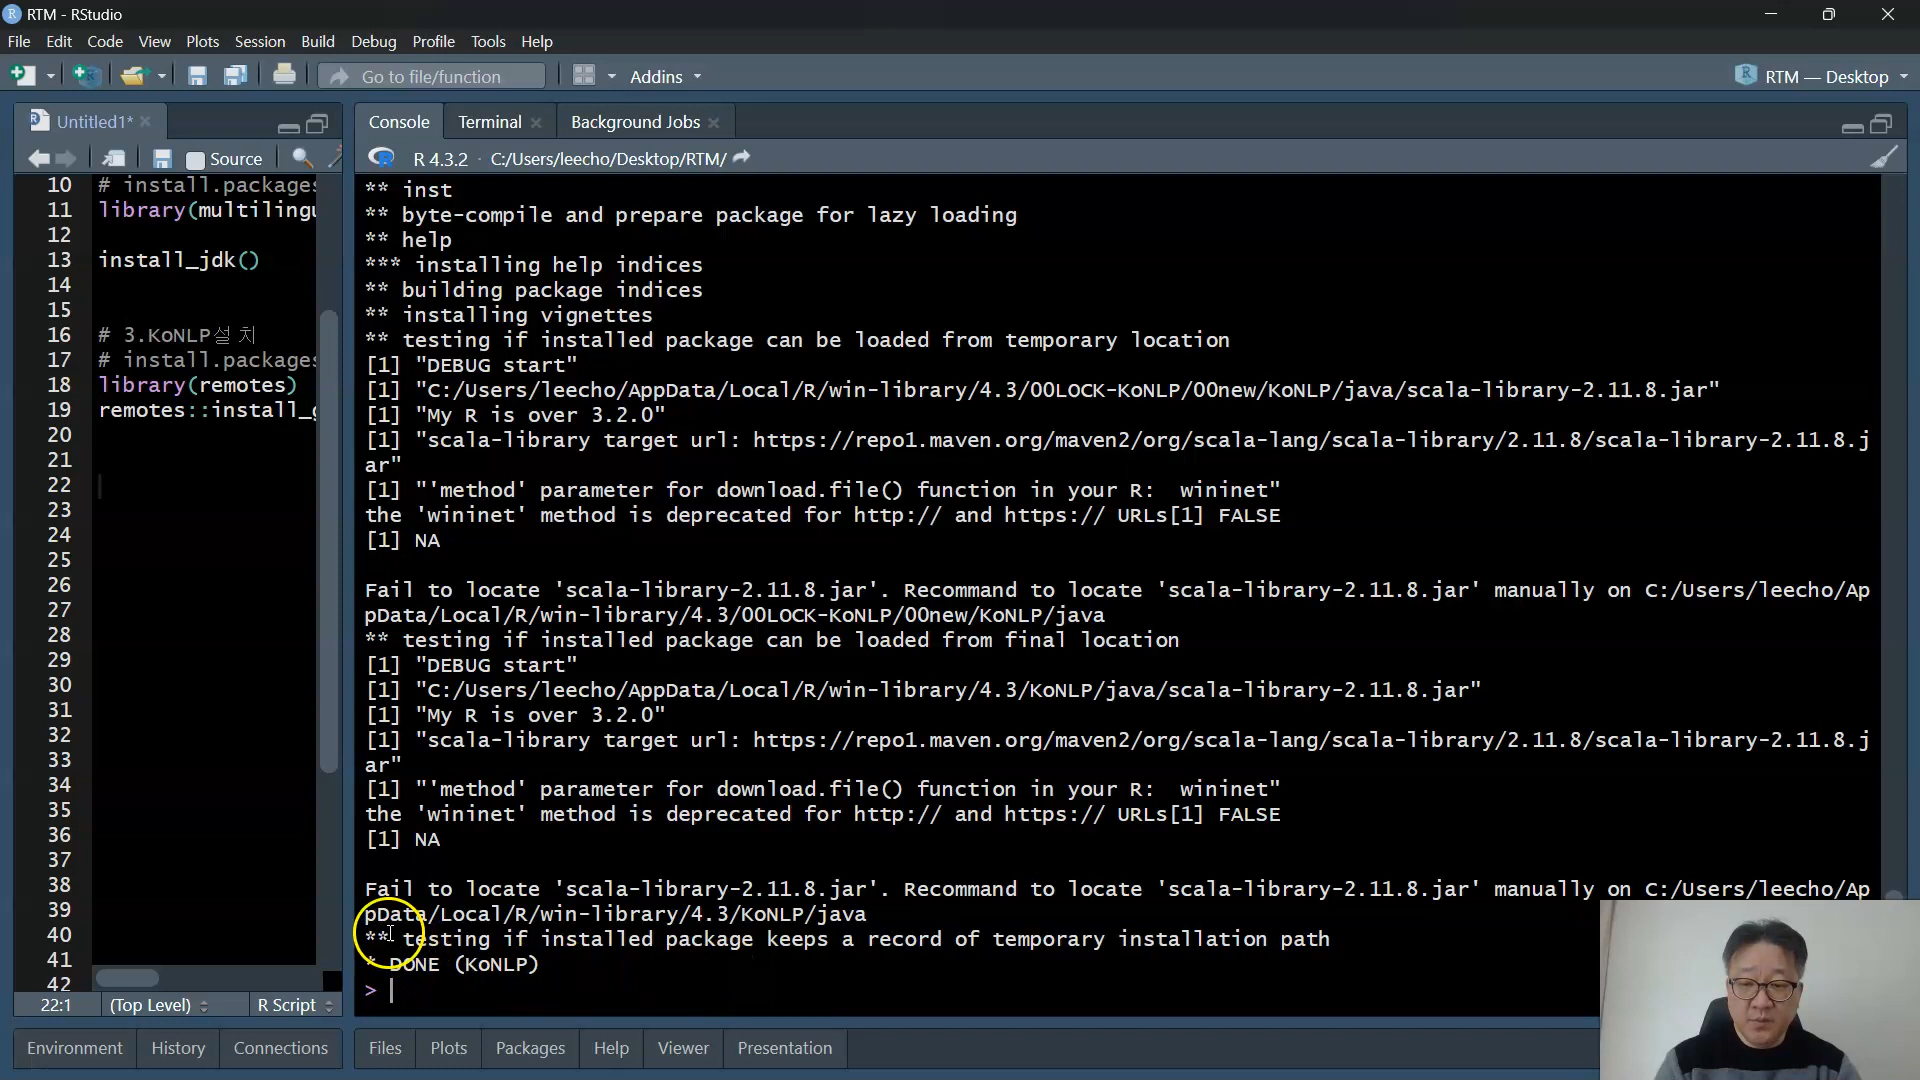 RTM - RStudio
File Edit Code View Plots Session Build Debug Profile Tools Help
Go to file/function Addins RTM — Desktop
Untitled1*
Source
10 # install.packages
11 library(multilingu
12
13 install_jdk()
14
15
16 # 3.KoNLP설치
17 # install.packages
18 library(remotes)
19 remotes::install_g
20
21
22
23
24
25
26
27
28
29
30
31
32
33
34
35
36
37
38
39
40
41
42
22:1 (Top Level) R Script
Environment History Connections
Console Terminal Background Jobs
R 4.3.2 · C:/Users/leecho/Desktop/RTM/
** inst
** byte-compile and prepare package for lazy loading
** help
*** installing help indices
** building package indices
** installing vignettes
** testing if installed package can be loaded from temporary location
[1] "DEBUG start"
[1] "C:/Users/leecho/AppData/Local/R/win-library/4.3/00LOCK-KoNLP/00new/KoNLP/java/scala-library-2.11.8.jar"
[1] "My R is over 3.2.0"
[1] "scala-library target url: https://repo1.maven.org/maven2/org/scala-lang/scala-library/2.11.8/scala-library-2.11.8.j
ar"
[1] "'method' parameter for download.file() function in your R:  wininet"
the 'wininet' method is deprecated for http:// and https:// URLs[1] FALSE
[1] NA
Fail to locate 'scala-library-2.11.8.jar'. Recommand to locate 'scala-library-2.11.8.jar' manually on C:/Users/leecho/Ap
pData/Local/R/win-library/4.3/00LOCK-KoNLP/00new/KoNLP/java
** testing if installed package can be loaded from final location
[1] "DEBUG start"
[1] "C:/Users/leecho/AppData/Local/R/win-library/4.3/KoNLP/java/scala-library-2.11.8.jar"
[1] "My R is over 3.2.0"
[1] "scala-library target url: https://repo1.maven.org/maven2/org/scala-lang/scala-library/2.11.8/scala-library-2.11.8.j
ar"
[1] "'method' parameter for download.file() function in your R:  wininet"
the 'wininet' method is deprecated for http:// and https:// URLs[1] FALSE
[1] NA
Fail to locate 'scala-library-2.11.8.jar'. Recommand to locate 'scala-library-2.11.8.jar' manually on C:/Users/leecho/Ap
pData/Local/R/win-library/4.3/KoNLP/java
** testing if installed package keeps a record of temporary installation path
* DONE (KoNLP)
>
Files Plots Packages Help Viewer Presentation